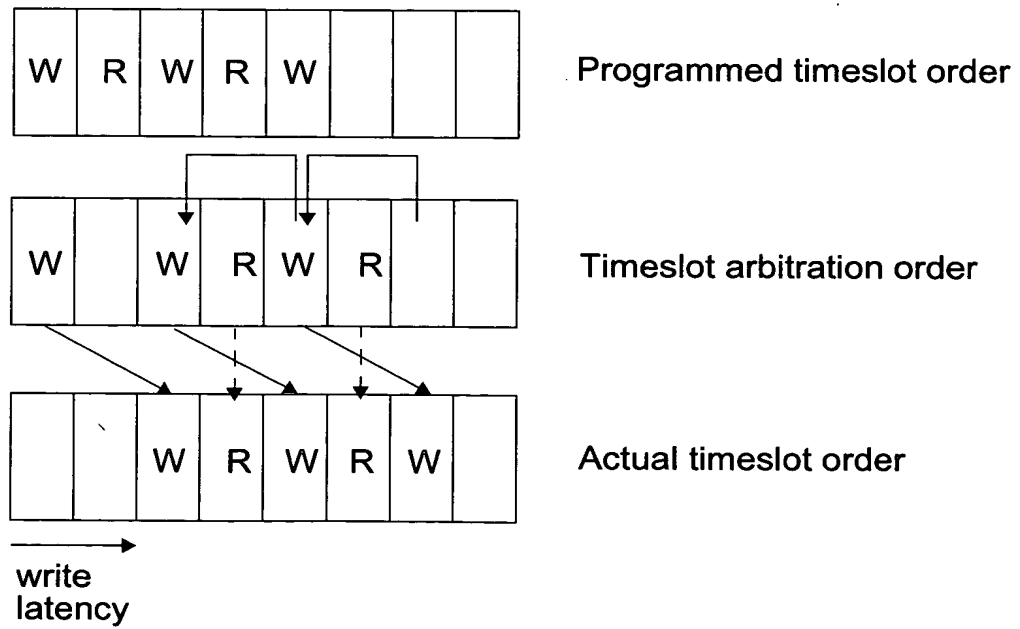 W R W R W Programmed timeslot order
W W R W R Timeslot arbitration order
W R W R W Actual timeslot order
write
latency